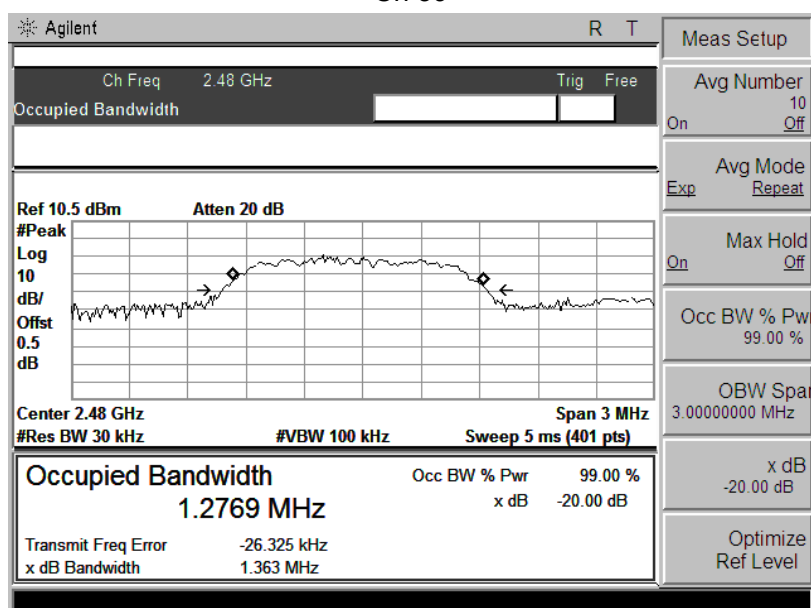 Agilent R T
Meas Setup
Ch Freq 2.48 GHz Trig Free
Occupied Bandwidth
Avg Number
10
On Off
Avg Mode
Exp Repeat
Max Hold
On Off
Occ BW % Pw
99.00 %
OBW Spa
3.00000000 MHz
x dB
-20.00 dB
Optimize
Ref Level
Ref 10.5 dBm Atten 20 dB
#Peak
Log
10
dB/
Offst
0.5
dB
Center 2.48 GHz Span 3 MHz
#Res BW 30 kHz #VBW 100 kHz Sweep 5 ms (401 pts)
Occupied Bandwidth Occ BW % Pwr 99.00 %
1.2769 MHz x dB -20.00 dB
Transmit Freq Error -26.325 kHz
x dB Bandwidth 1.363 MHz